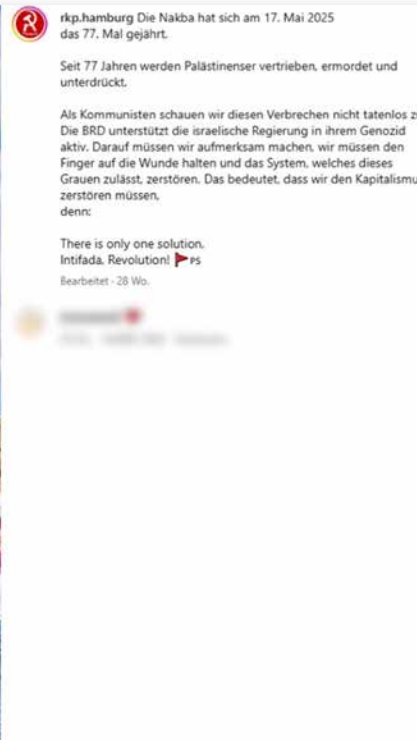 rkp.hamburg Die Nakba hat sich am 17. Mai 2025
das 77. Mal gejährt.
Seit 77 Jahren werden Palästinenser vertrieben, ermordet und
unterdrückt.
Als Kommunisten schauen wir diesen Verbrechen nicht tatenlos z
Die BRD unterstützt die israelische Regierung in ihrem Genozid
aktiv. Darauf müssen wir aufmerksam machen, wir müssen den
Finger auf die Wunde halten und das System, welches dieses
Grauen zulässt, zerstören. Das bedeutet, dass wir den Kapitalismu
zerstören müssen,
denn:
There is only one solution,
Intifada, Revolution! 🚩PS
Bearbeitet · 28 Wo.